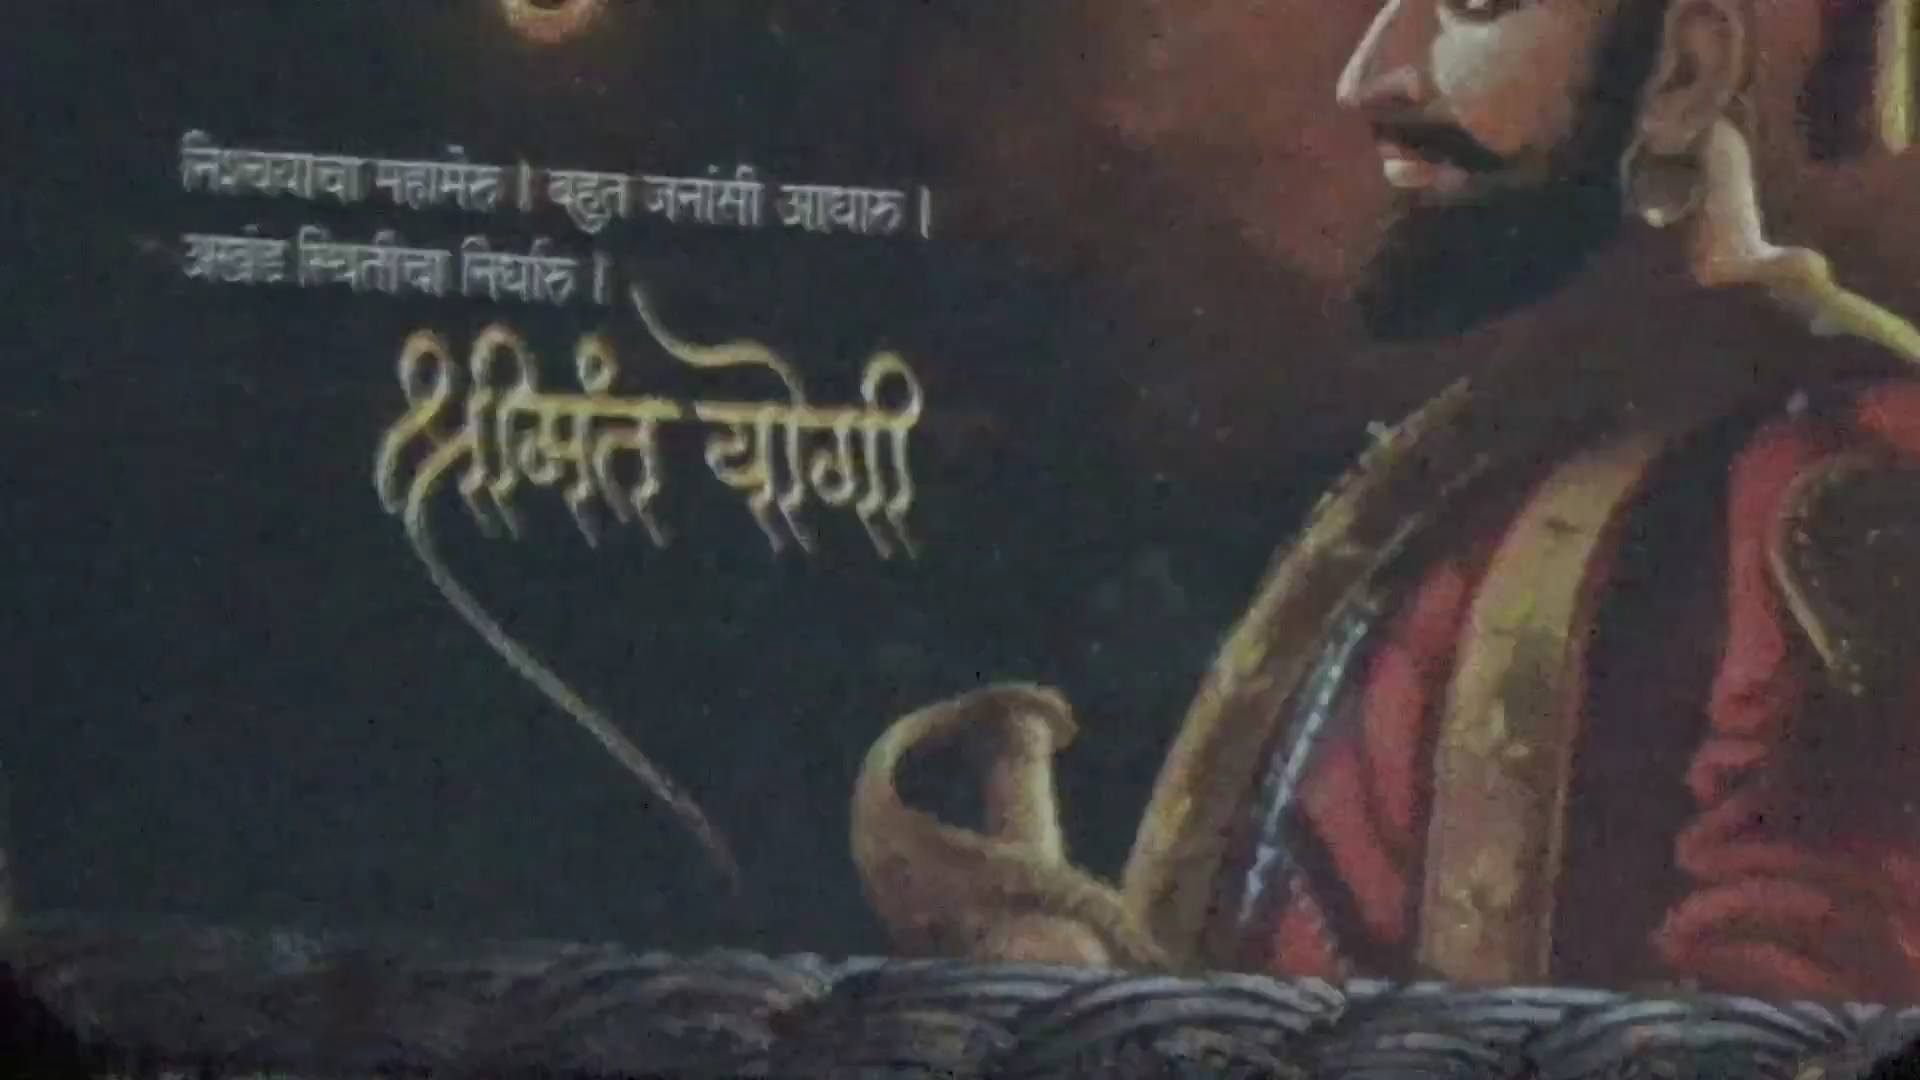 निश्चयाचा महामेरु । बहुत जनांसी आधारु ।
अखंड स्थितीचा निर्धारु ।
श्रीमंत योगी